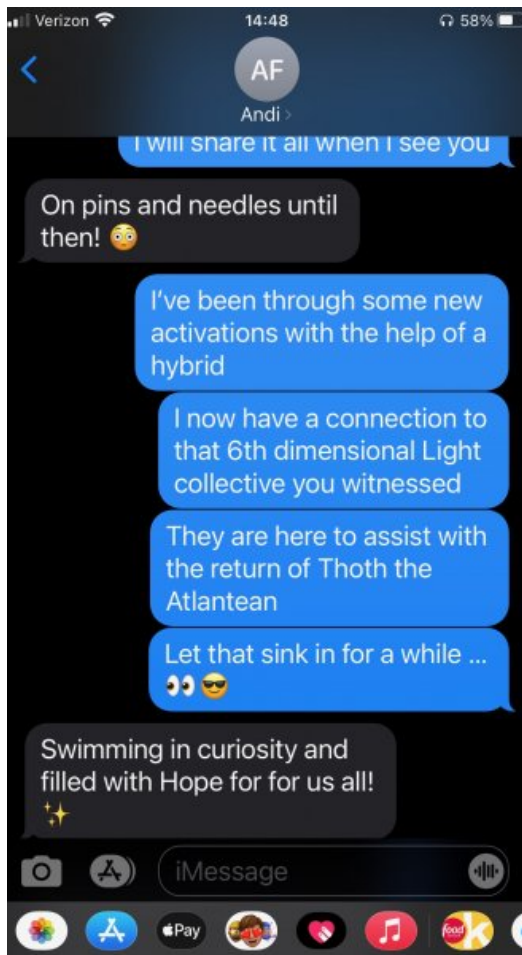 Verizon 14:48 58%
AF
Andi
I will share it all when I see you
On pins and needles until
then! 😳
I've been through some new
activations with the help of a
hybrid
I now have a connection to
that 6th dimensional Light
collective you witnessed
They are here to assist with
the return of Thoth the
Atlantean
Let that sink in for a while ...
👀 😎
Swimming in curiosity and
filled with Hope for for us all!
✨
iMessage
Pay
food